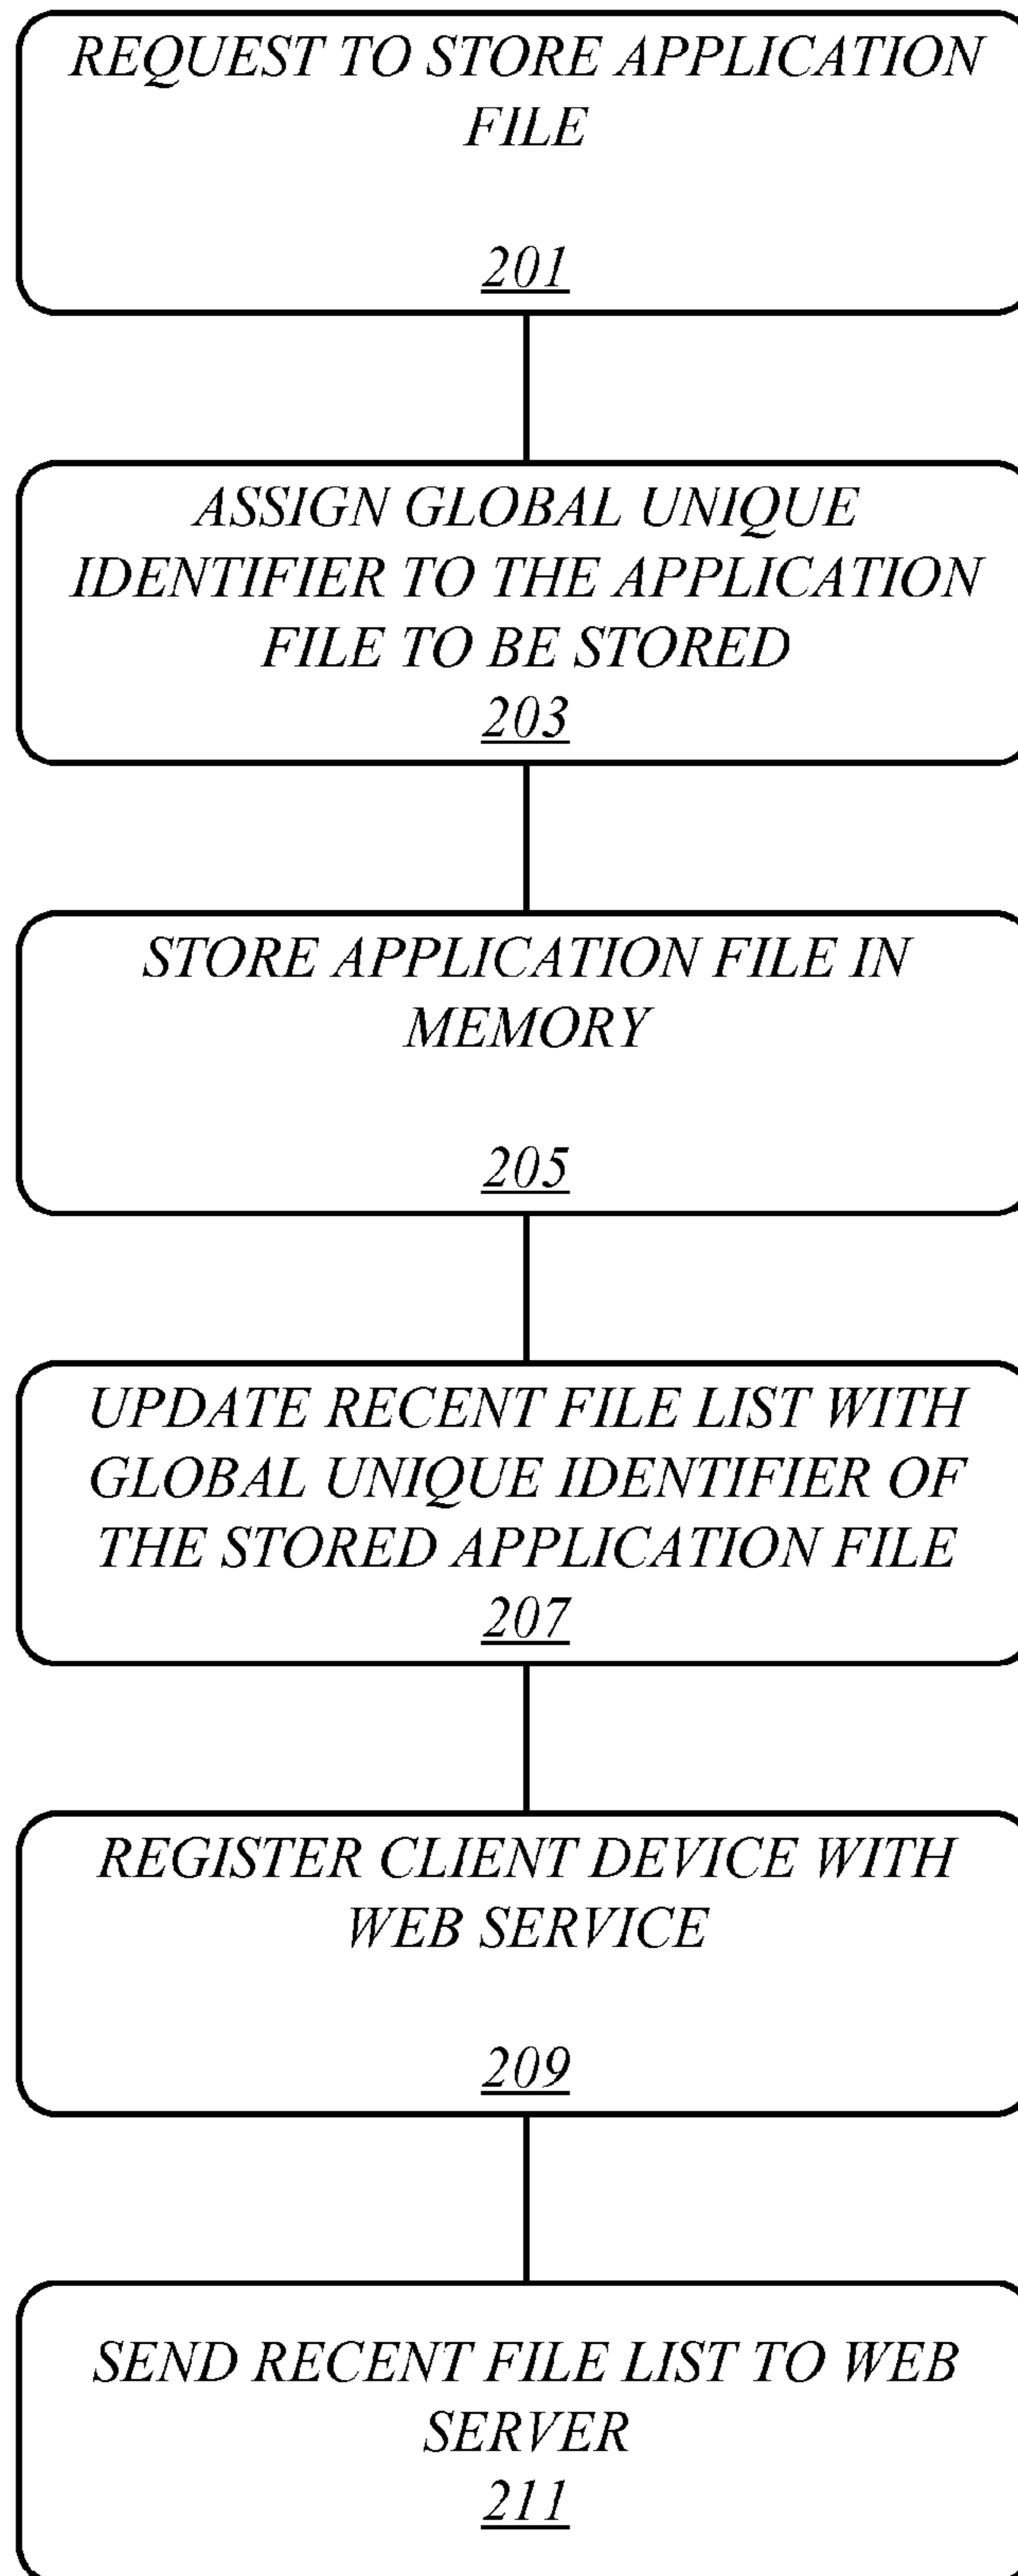 REQUEST TO STORE APPLICATION
FILE
201
ASSIGN GLOBAL UNIQUE
IDENTIFIER TO THE APPLICATION
FILE TO BE STORED
203
STORE APPLICATION FILE IN
MEMORY
205
UPDATE RECENT FILE LIST WITH
GLOBAL UNIQUE IDENTIFIER OF
THE STORED APPLICATION FILE
207
REGISTER CLIENT DEVICE WITH
WEB SERVICE
209
SEND RECENT FILE LIST TO WEB
SERVER
211